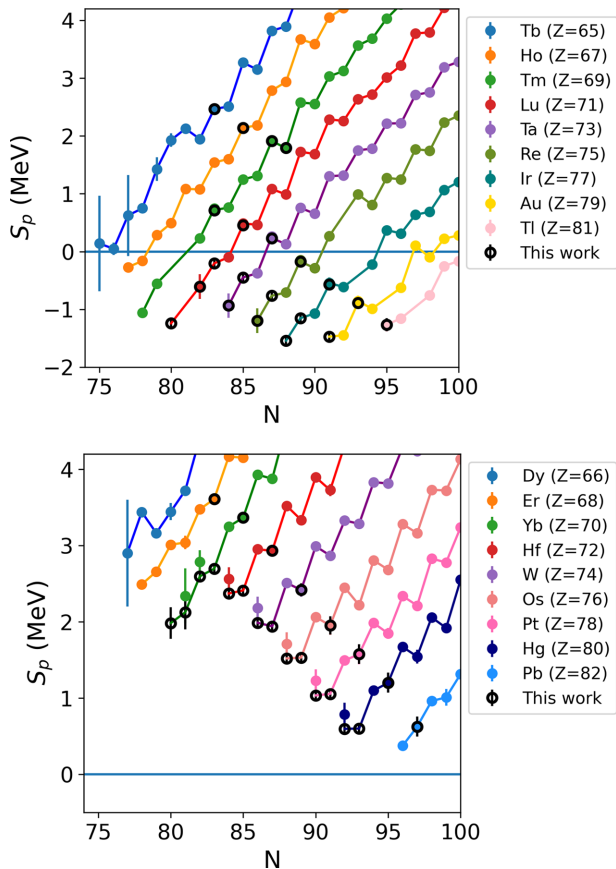 4
3
2
1
0
−1
−2
S_p (MeV)
75
80
85
90
95
100
N
Tb (Z=65)
Ho (Z=67)
Tm (Z=69)
Lu (Z=71)
Ta (Z=73)
Re (Z=75)
Ir (Z=77)
Au (Z=79)
Tl (Z=81)
This work
4
3
2
1
0
S_p (MeV)
75
80
85
90
95
100
N
Dy (Z=66)
Er (Z=68)
Yb (Z=70)
Hf (Z=72)
W (Z=74)
Os (Z=76)
Pt (Z=78)
Hg (Z=80)
Pb (Z=82)
This work